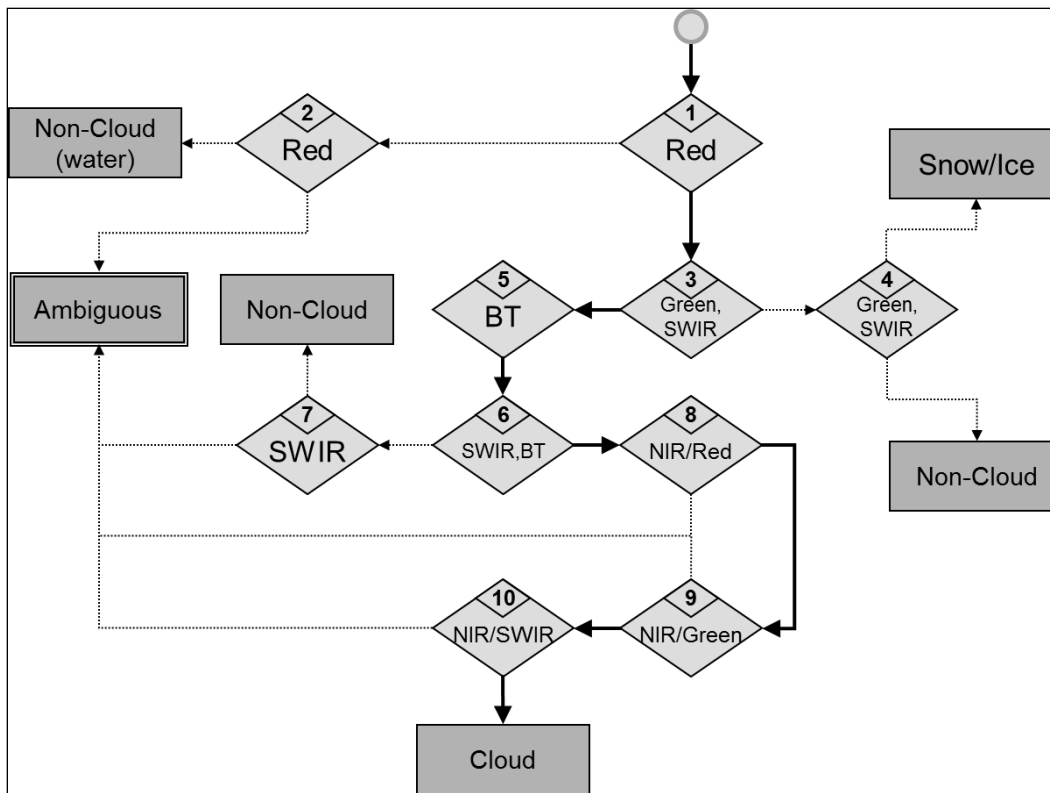 2
Red
Non-Cloud
(water)
1
Red
Snow/Ice
Ambiguous
Non-Cloud
5
BT
3
Green,
SWIR
4
Green,
SWIR
7
SWIR
6
SWIR,BT
8
NIR/Red
Non-Cloud
10
NIR/SWIR
9
NIR/Green
Cloud